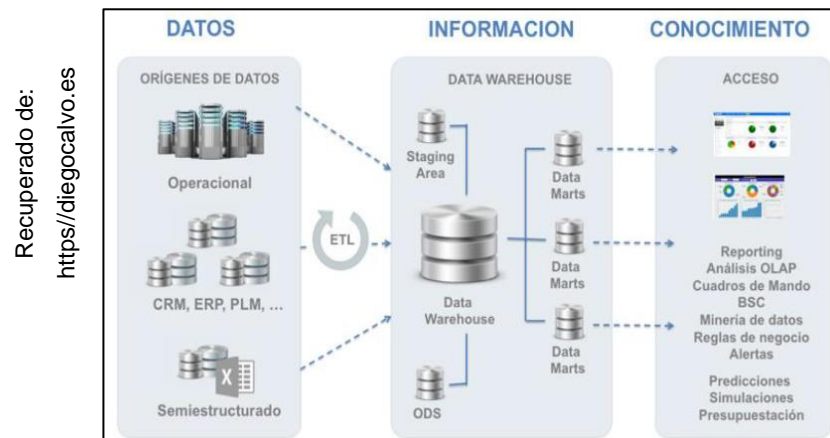 Recuperado de:
https//diegocalvo.es
DATOS
INFORMACION
CONOCIMIENTO
ORÍGENES DE DATOS
Operacional
CRM, ERP, PLM, ...
Semiestructurado
ETL
DATA WAREHOUSE
Staging
Area
Data
Warehouse
ODS
Data
Marts
Data
Marts
Data
Marts
ACCESO
Reporting
Análisis OLAP
Cuadros de Mando
BSC
Minería de datos
Reglas de negocio
Alertas
Predicciones
Simulaciones
Presupuestación